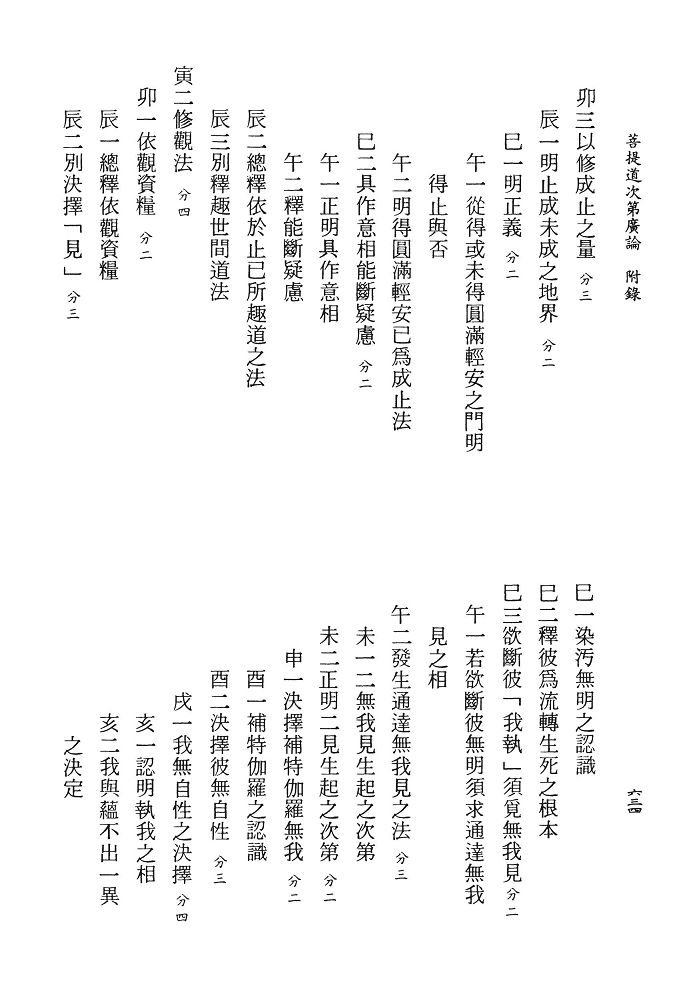 菩提道次第廣論　附錄
卯三以修成止之量　分三
辰一明止成未成之地界　分二
巳一明正義　分二
午一從得或未得圓滿輕安之門明
得止與否
午二明得圓滿輕安已爲成止法
巳二具作意相能斷疑慮　分二
午一正明具作意相
午二釋能斷疑慮
辰二總釋依於止已所趣道之法
辰三別釋趣世間道法
寅二修觀法　分四
卯一依觀資糧　分二
辰一總釋依觀資糧
辰二別決擇「見」　分三
巳一染污無明之認識
巳二釋彼爲流轉生死之根本
巳三欲斷彼「我執」須覓無我見　分二
午一若欲斷彼無明須求通達無我
見之相
午二發生通達無我見之法　分三
未一二無我見生起之次第
未二正明二見生起之次第　分二
申一決擇補特伽羅無我　分二
酉一補特伽羅之認識
酉二決擇彼無自性　分三
戌一我無自性之決擇　分四
亥一認明執我之相
亥二我與蘊不出一異
之決定
六三四